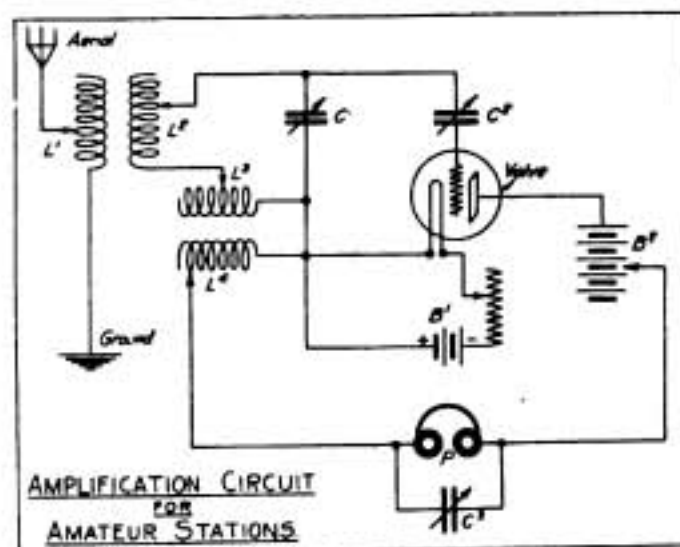 Aerial
L¹
L²
C
C²
Valve
L³
L⁴
B²
Ground
B¹
+ -
P
C³
AMPLIFICATION CIRCUIT
FOR
AMATEUR STATIONS